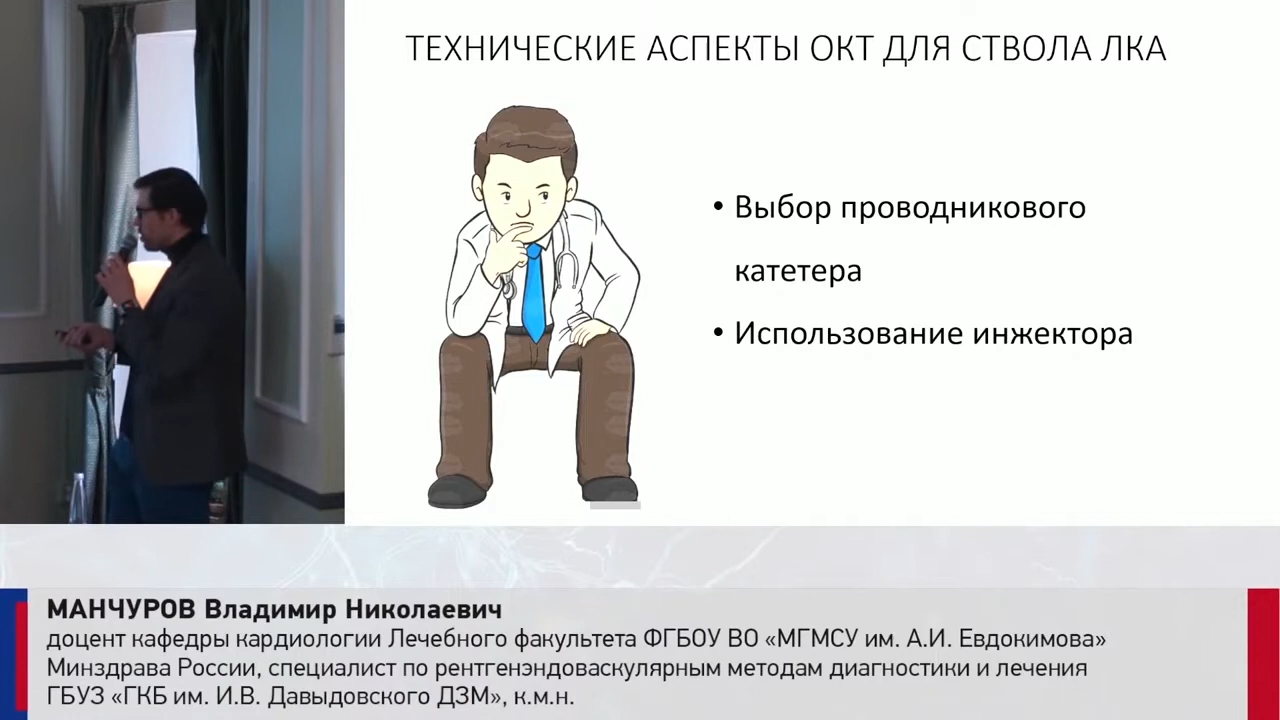 ТЕХНИЧЕСКИЕ АСПЕКТЫ ОКТ ДЛЯ СТВОЛА ЛКА
• Выбор проводникового
катетера
• Использование инжектора
МАНЧУРОВ Владимир Николаевич
доцент кафедры кардиологии Лечебного факультета ФГБОУ ВО «МГМСУ им. А.И. Евдокимова»
Минздрава России, специалист по рентгенэндоваскулярным методам диагностики и лечения
ГБУЗ «ГКБ им. И.В. Давыдовского ДЗМ», к.м.н.